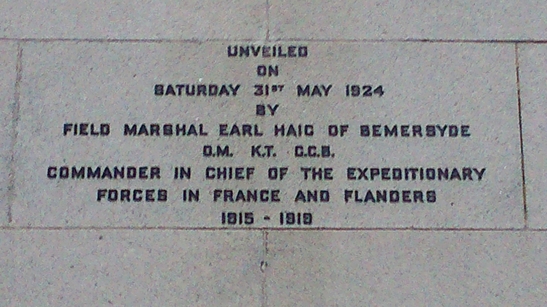 UNVEILED
ON
SATURDAY 31ST MAY 1924
BY
FIELD MARSHAL EARL HAIG OF BEMERSYDE
O.M. K.T. G.C.B.
COMMANDER IN CHIEF OF THE EXPEDITIONARY
FORCES IN FRANCE AND FLANDERS
1915 - 1919